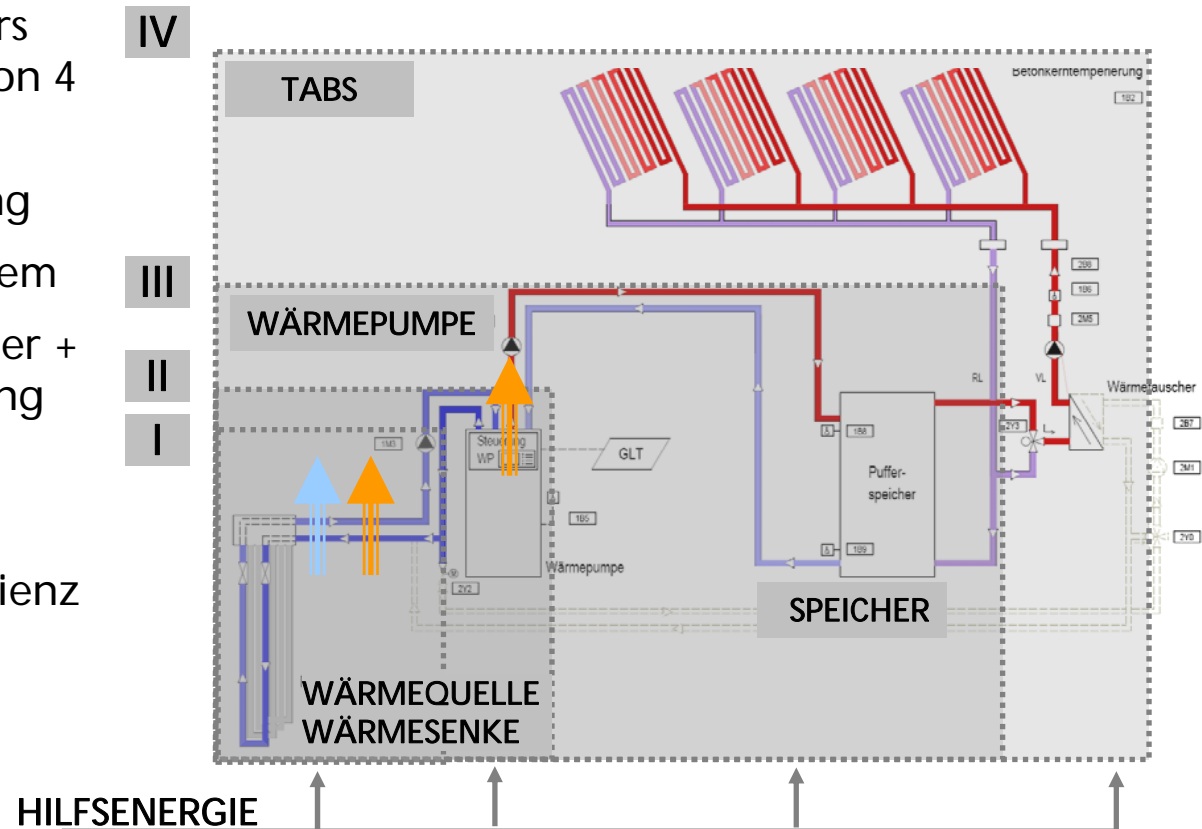 rs
on 4
ng
em
er +
ng
ienz
IV
TABS
Betonkerntemperierung
1B2
III
WÄRMEPUMPE
1B6
2M5
RL
VL
Wärmetauscher
2B7
2M1
2Y0
II
I
1M3
Steuerung
WP
GLT
1B8
2Y3
Puffer-
speicher
1B5
1B9
Wärmepumpe
2Y2
SPEICHER
WÄRMEQUELLE
WÄRMESENKE
HILFSENERGIE